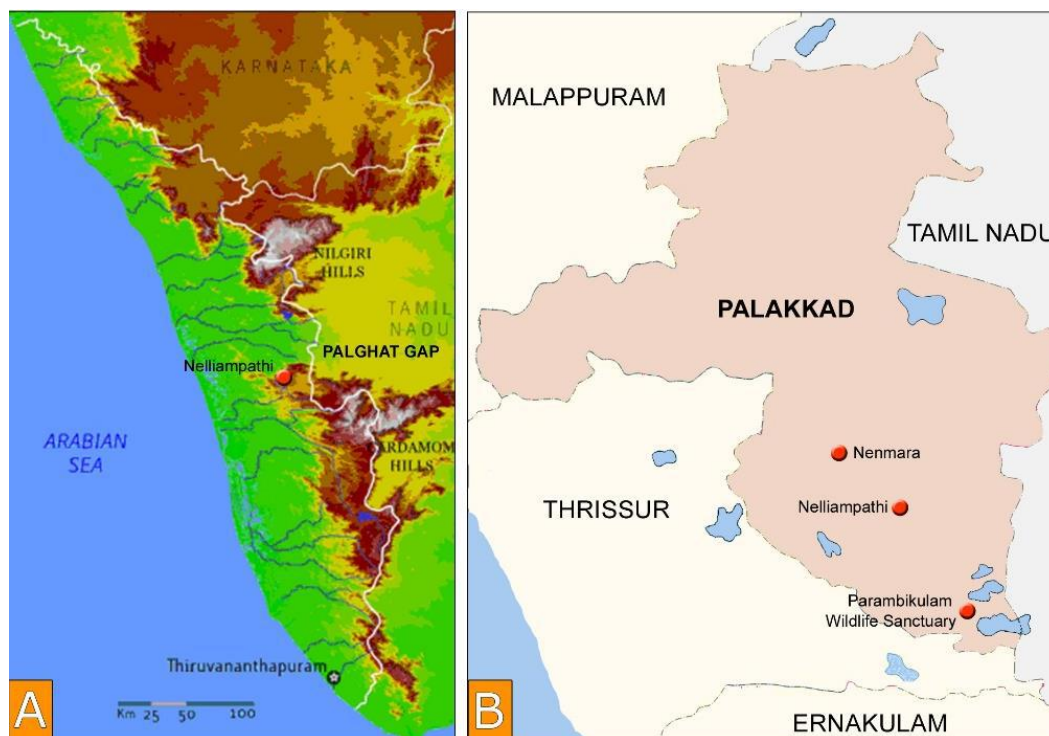 KARNATAKA
NILGIRI
HILLS
TAMIL
NADU
PALGHAT GAP
Nelliampathi
ARABIAN
SEA
ARDAMOM
HILLS
Thiruvananthapuram
Km 25 50 100
A
MALAPPURAM
TAMIL NADU
PALAKKAD
Nenmara
THRISSUR
Nelliampathi
Parambikulam
Wildlife Sanctuary
ERNAKULAM
B